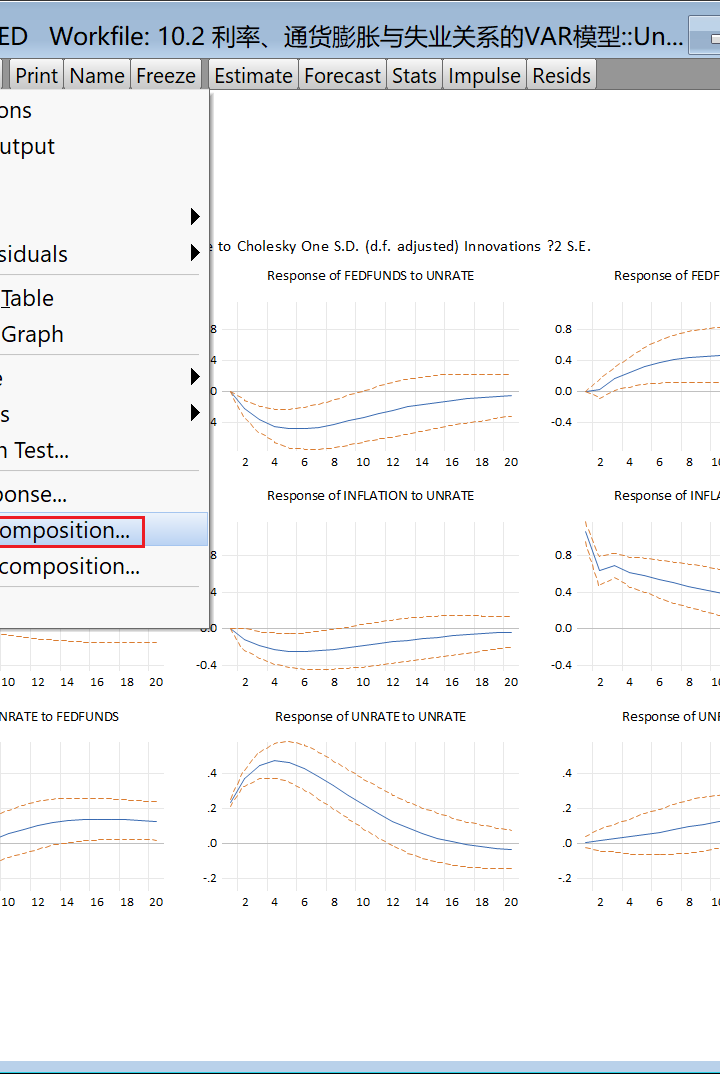 ED Workfile: 10.2 利率、通货膨胀与失业关系的VAR模型::Un...
Print Name Freeze Estimate Forecast Stats Impulse Resids
ons
utput
siduals
Table
Graph
e
s
n Test...
ponse...
omposition...
composition...
e to Cholesky One S.D. (d.f. adjusted) Innovations ?2 S.E.
Response of FEDFUNDS to UNRATE
8
4
0.0
4
2 4 6 8 10 12 14 16 18 20
Response of FEDF
0.8
0.4
0.0
-0.4
2 4 6 8 10
Response of INFLATION to UNRATE
8
0.4
0.0
-0.4
2 4 6 8 10 12 14 16 18 20
Response of INFLA
0.8
0.4
0.0
-0.4
2 4 6 8 10
10 12 14 16 18 20
NRATE to FEDFUNDS
10 12 14 16 18 20
Response of UNRATE to UNRATE
.4
.2
.0
-.2
2 4 6 8 10 12 14 16 18 20
Response of UNR
.4
.2
.0
-.2
2 4 6 8 10